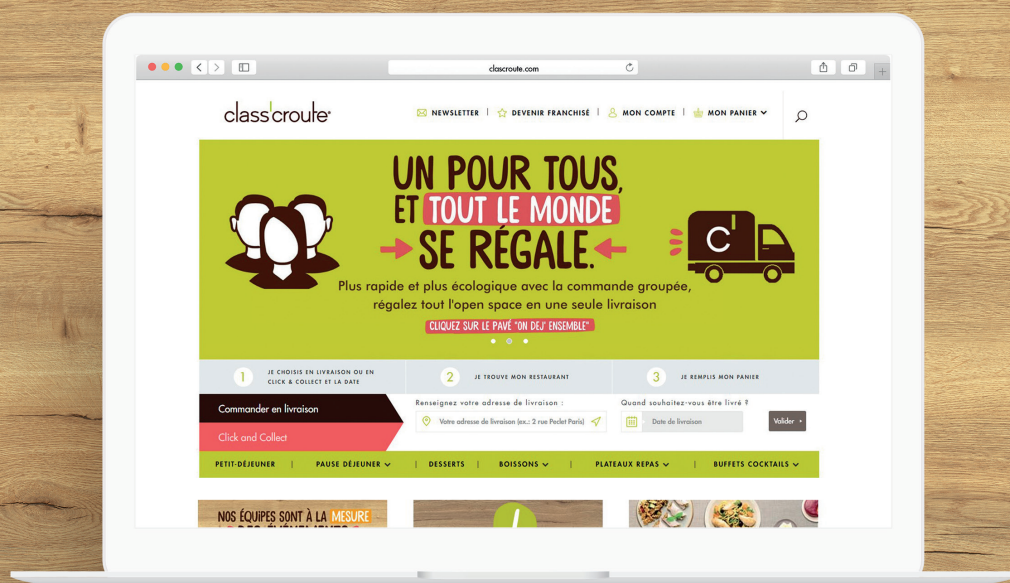 clascroute.com
class'croute
NEWSLETTER | DEVENIR FRANCHISÉ | MON COMPTE | MON PANIER
UN POUR TOUS,
ET TOUT LE MONDE
SE RÉGALE.
C'
Plus rapide et plus écologique avec la commande groupée,
régalez tout l'open space en une seule livraison
CLIQUEZ SUR LE PAVÉ "ON DEJ' ENSEMBLE"
1 JE CHOISIS EN LIVRAISON OU EN
CLICK & COLLECT ET LA DATE
2 JE TROUVE MON RESTAURANT
3 JE REMPLIS MON PANIER
Commander en livraison
Click and Collect
Renseignez votre adresse de livraison :
Votre adresse de livraison (ex.: 2 rue Peclet Paris)
Quand souhaitez-vous être livré ?
Date de livraison
Valider
PETIT-DÉJEUNER | PAUSE DÉJEUNER | DESSERTS | BOISSONS | PLATEAUX REPAS | BUFFETS COCKTAILS
NOS ÉQUIPES SONT À LA MESURE
DES ÉVÉNEMENTS